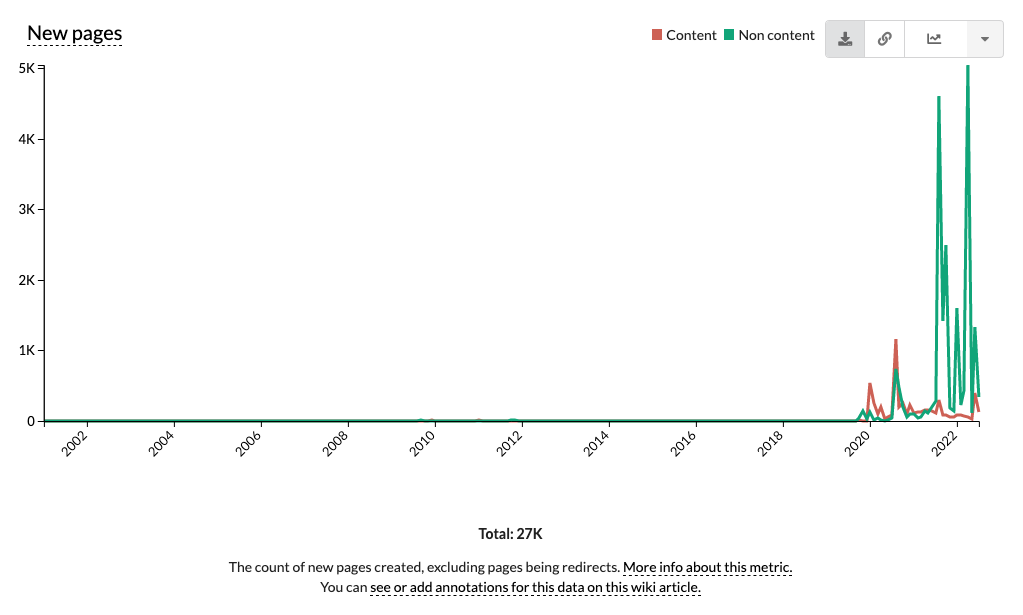 New pages
Content Non content
5K
4K
3K
2K
1K
0
2002 2004 2006 2008 2010 2012 2014 2016 2018 2020 2022
Total: 27K
The count of new pages created, excluding pages being redirects. More info about this metric.
You can see or add annotations for this data on this wiki article.